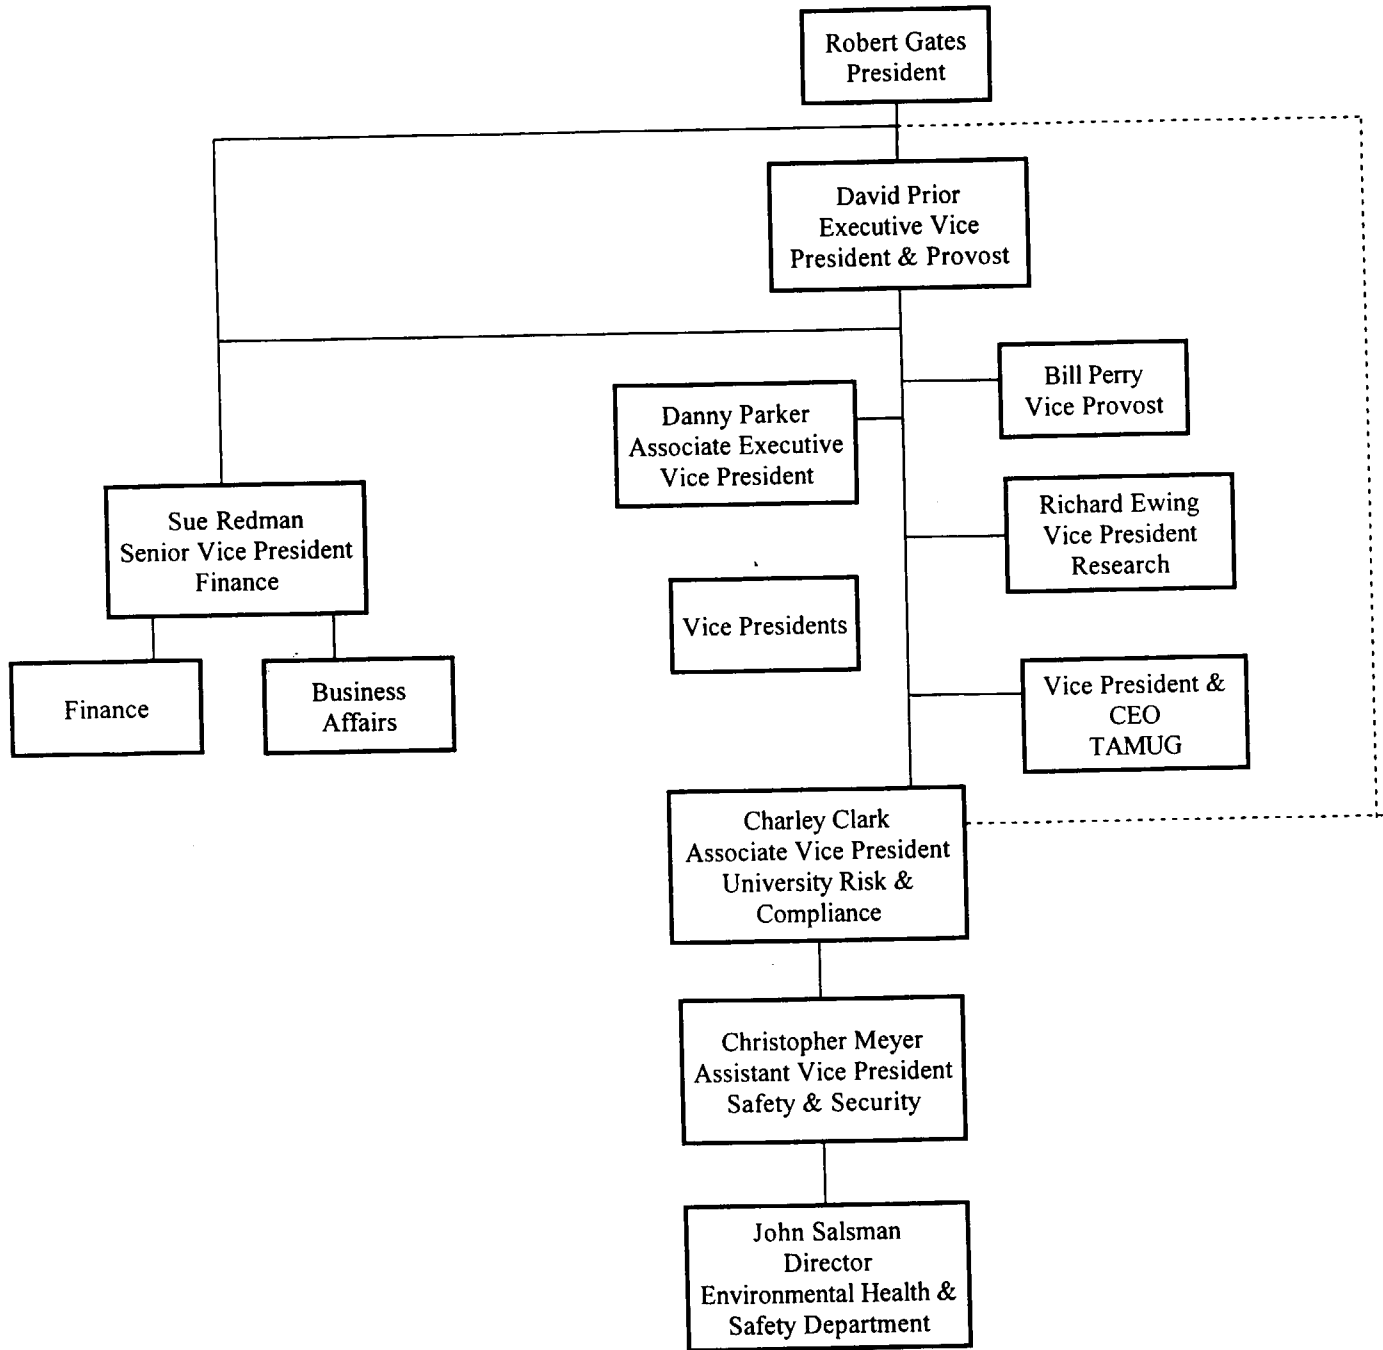 Robert Gates
President
David Prior
Executive Vice
President & Provost
Bill Perry
Vice Provost
Danny Parker
Associate Executive
Vice President
Richard Ewing
Vice President
Research
Sue Redman
Senior Vice President
Finance
Vice Presidents
Finance
Business
Affairs
Vice President &
CEO
TAMUG
Charley Clark
Associate Vice President
University Risk &
Compliance
Christopher Meyer
Assistant Vice President
Safety & Security
John Salsman
Director
Environmental Health &
Safety Department